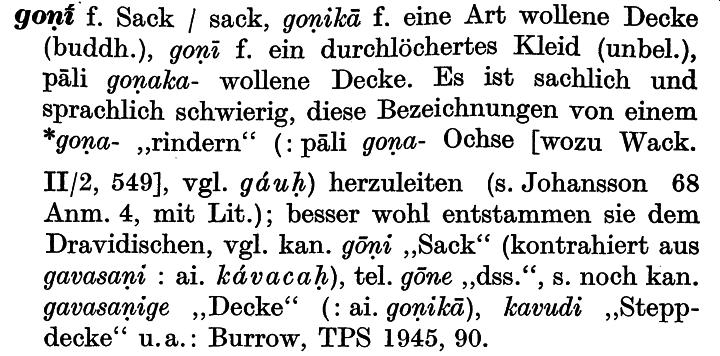 goṇī́ f. Sack / sack, goṇikā f. eine Art wollene Decke
(buddh.), goṇī f. ein durchlöchertes Kleid (unbel.),
pāli goṇaka- wollene Decke. Es ist sachlich und
sprachlich schwierig, diese Bezeichnungen von einem
*goṇa- „rindern“ (: pāli goṇa- Ochse [wozu Wack.
II/2, 549], vgl. gáuḥ) herzuleiten (s. Johansson 68
Anm. 4, mit Lit.); besser wohl entstammen sie dem
Dravidischen, vgl. kan. gōṇi „Sack“ (kontrahiert aus
gavasaṇi : ai. kávacaḥ), tel. gōne „dss.“, s. noch kan.
gavasaṇige „Decke“ (: ai. goṇikā), kavudi „Stepp-
decke“ u. a.: Burrow, TPS 1945, 90.